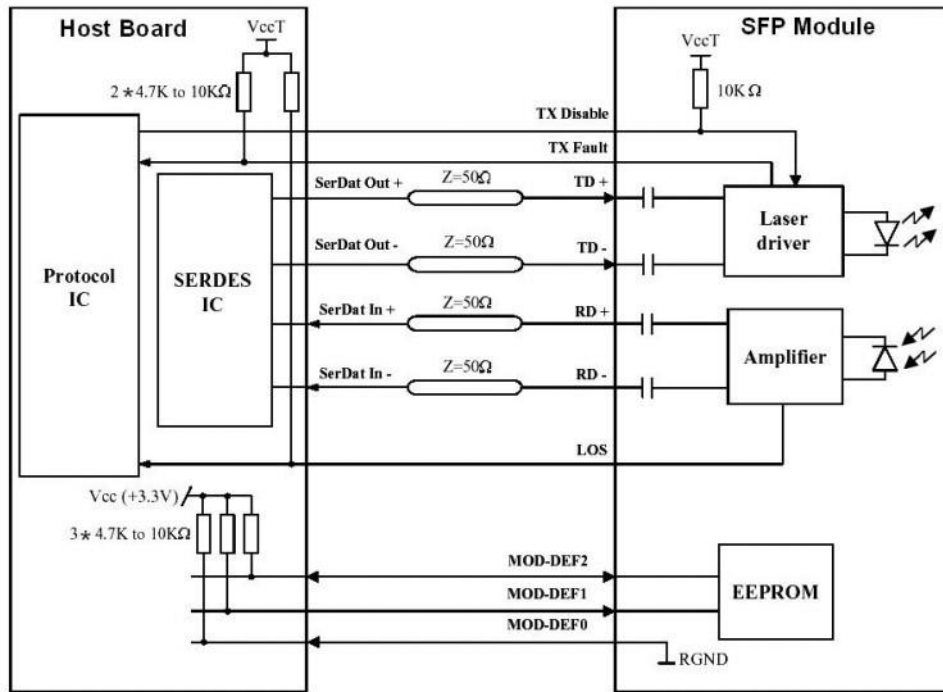 Host Board
SFP Module
VccT
VccT
2*4.7K to 10KΩ
10KΩ
TX Disable
TX Fault
SerDat Out +
Z=50Ω
TD +
Laser
driver
SerDat Out -
Z=50Ω
TD -
Protocol
IC
SERDES
IC
SerDat In +
Z=50Ω
RD +
Amplifier
SerDat In -
Z=50Ω
RD -
LOS
Vcc (+3.3V)
3*4.7K to 10KΩ
MOD-DEF2
MOD-DEF1
MOD-DEF0
EEPROM
RGND